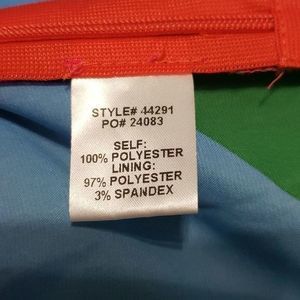 STYLE# 44291
PO# 24083
SELF:
100% POLYESTER
LINING:
97% POLYESTER
3% SPANDEX